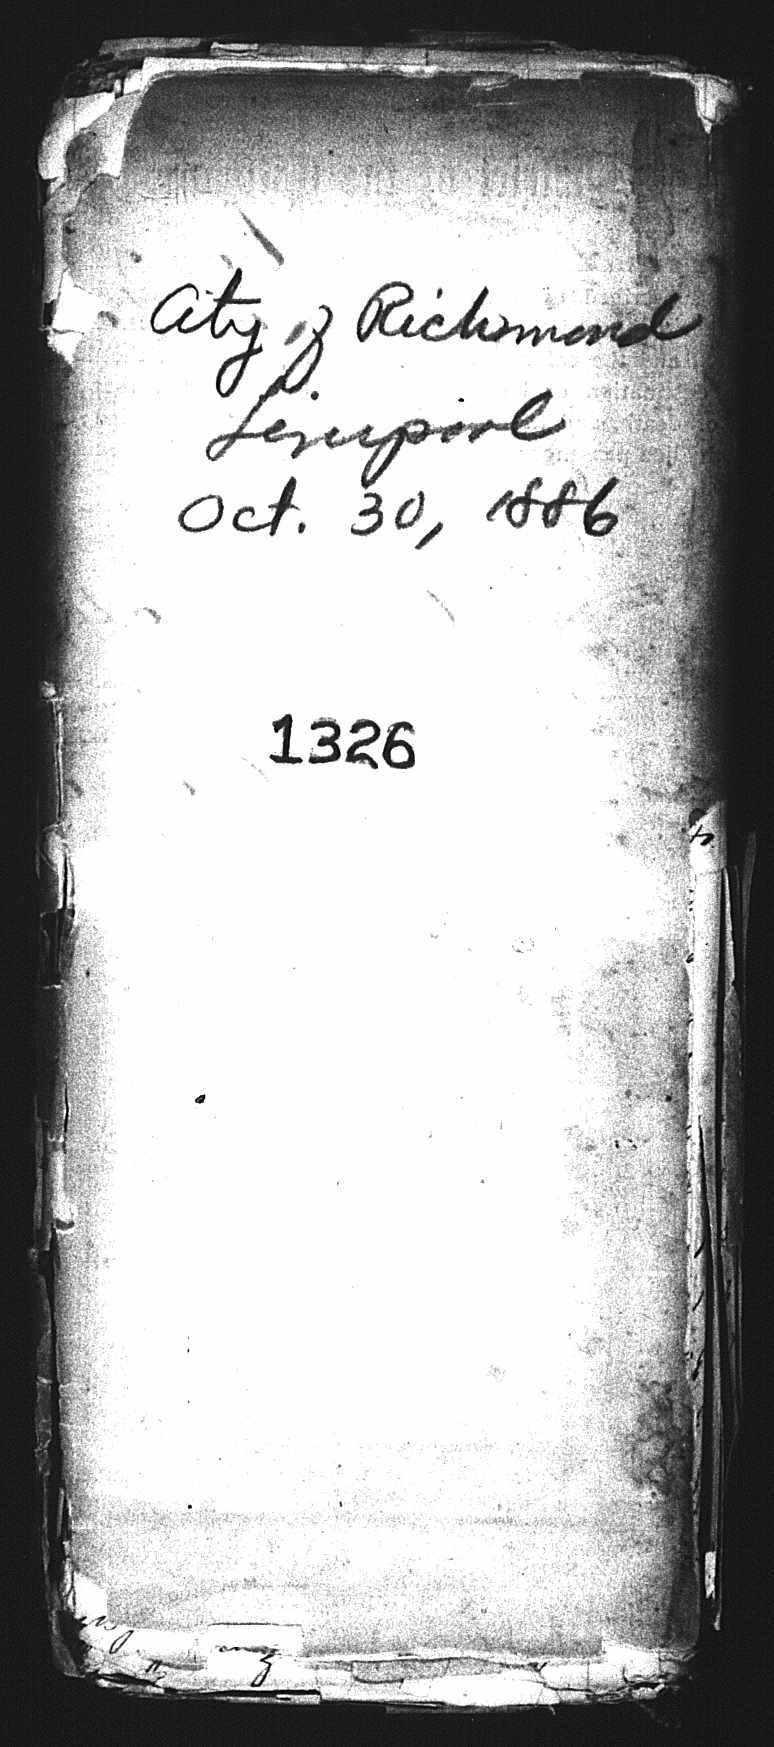 City of Richmond
Liverpool
Oct. 30, 1886
1326